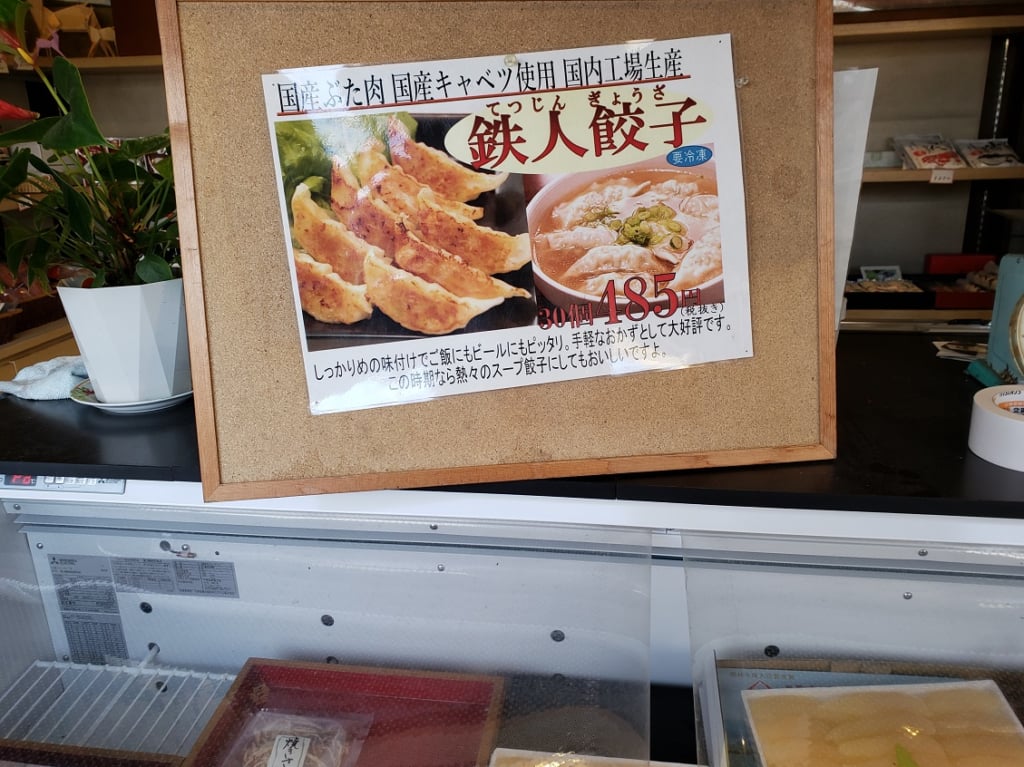 国産ぶた肉 国産キャベツ使用 国内工場生産
てつじん ぎょうざ
鉄人餃子
要冷凍
30個 485円
(税抜き)
しっかりめの味付けでご飯にもビールにもピッタリ。手軽なおかずとして大好評です。
この時期なら熱々のスープ餃子にしてもおいしいですよ。